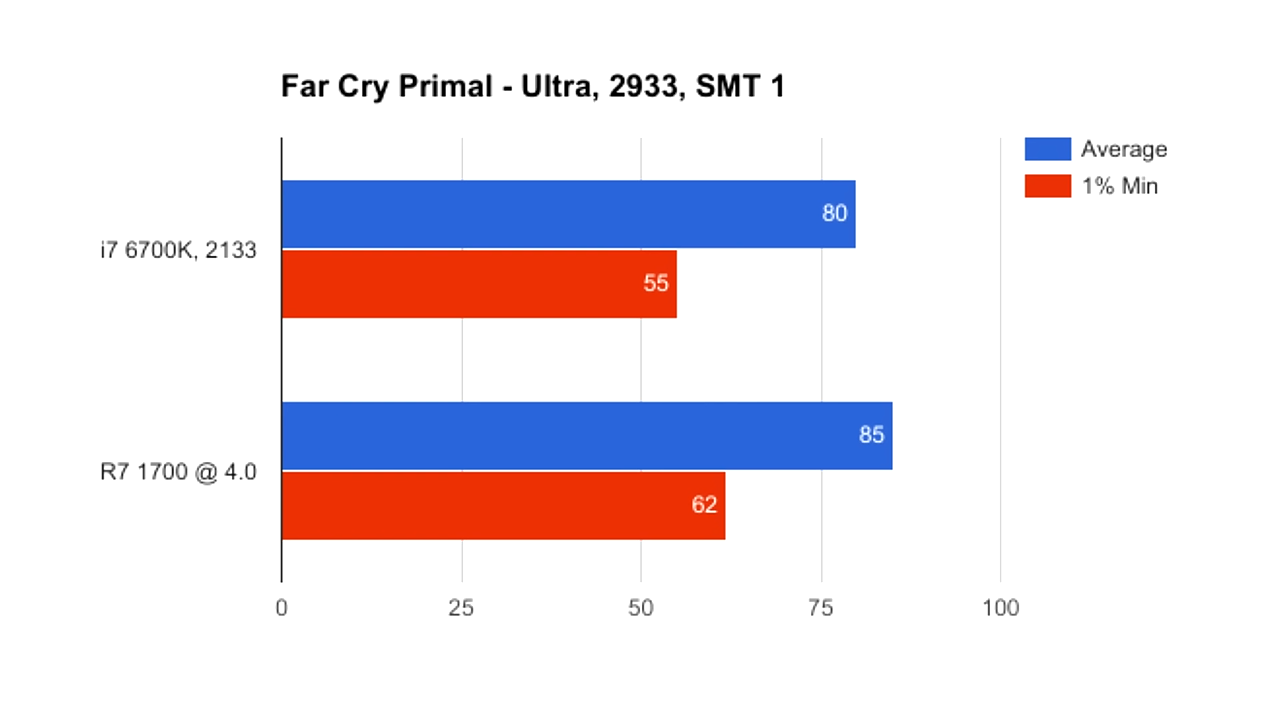 Far Cry Primal - Ultra, 2933, SMT 1
Average
1% Min
i7 6700K, 2133
80
55
R7 1700 @ 4.0
85
62
0 25 50 75 100